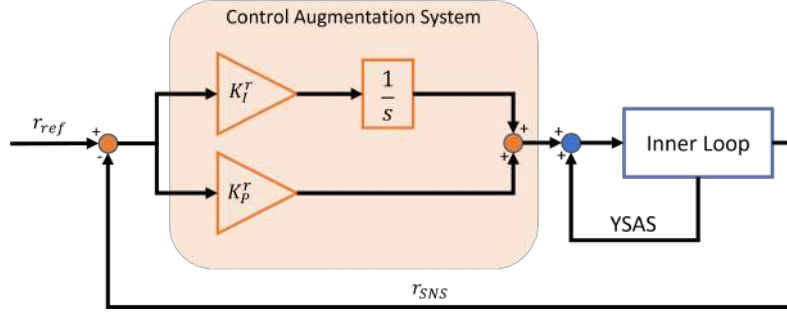 Control Augmentation System
K_I^r
1/s
r_ref
+
-
+
+
+
+
Inner Loop
K_P^r
YSAS
r_SNS